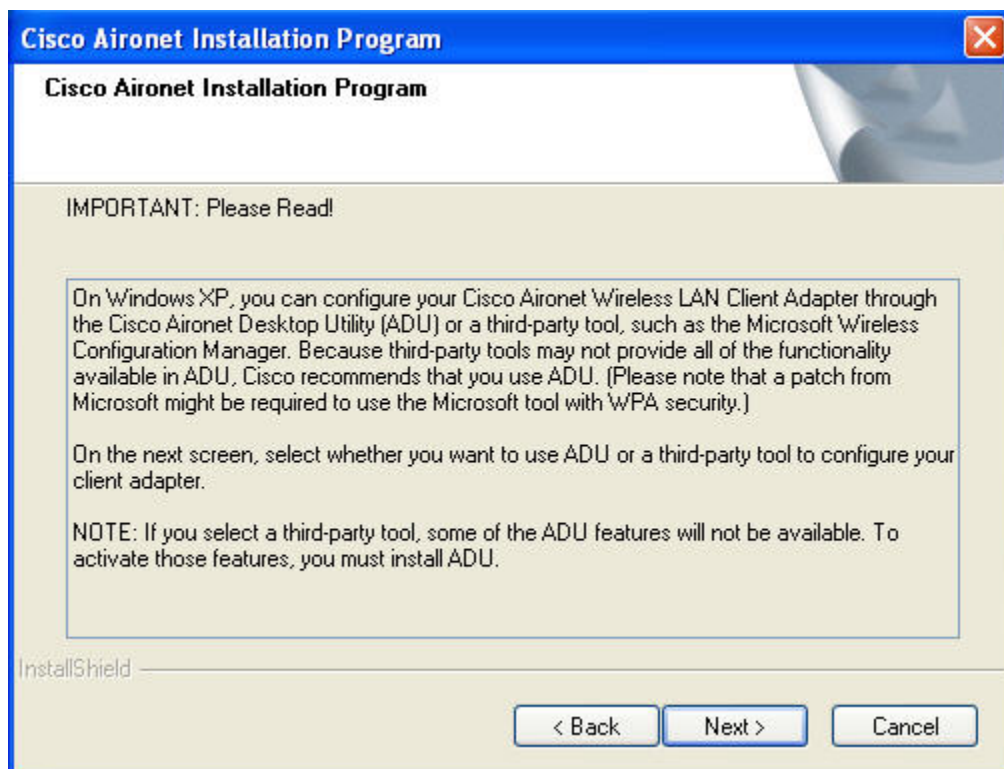 Cisco Aironet Installation Program
Cisco Aironet Installation Program
IMPORTANT: Please Read!
On Windows XP, you can configure your Cisco Aironet Wireless LAN Client Adapter through
the Cisco Aironet Desktop Utility (ADU) or a third-party tool, such as the Microsoft Wireless
Configuration Manager. Because third-party tools may not provide all of the functionality
available in ADU, Cisco recommends that you use ADU. (Please note that a patch from
Microsoft might be required to use the Microsoft tool with WPA security.)
On the next screen, select whether you want to use ADU or a third-party tool to configure your
client adapter.
NOTE: If you select a third-party tool, some of the ADU features will not be available. To
activate those features, you must install ADU.
InstallShield
< Back Next > Cancel